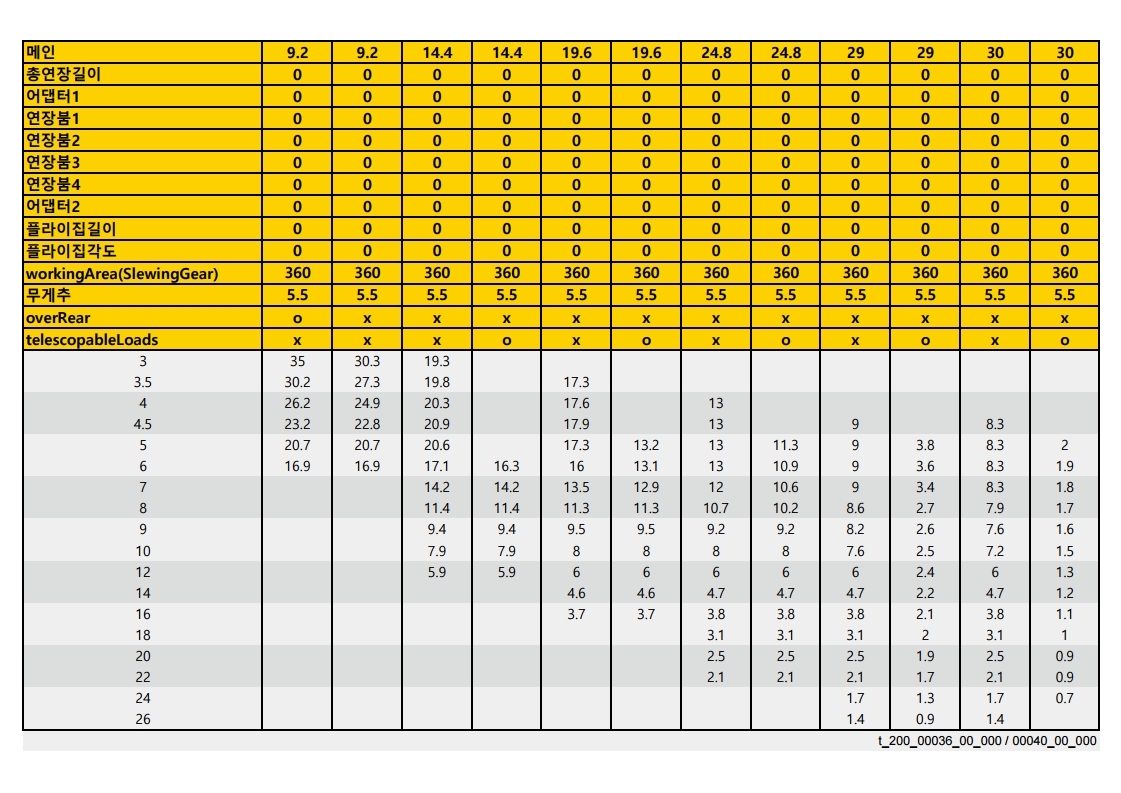 메인 9.2 9.2 14.4 14.4 19.6 19.6 24.8 24.8 29 29 30 30
총연장길이 0 0 0 0 0 0 0 0 0 0 0 0
어댑터1 0 0 0 0 0 0 0 0 0 0 0 0
연장붐1 0 0 0 0 0 0 0 0 0 0 0 0
연장붐2 0 0 0 0 0 0 0 0 0 0 0 0
연장붐3 0 0 0 0 0 0 0 0 0 0 0 0
연장붐4 0 0 0 0 0 0 0 0 0 0 0 0
어댑터2 0 0 0 0 0 0 0 0 0 0 0 0
플라이집길이 0 0 0 0 0 0 0 0 0 0 0 0
플라이집각도 0 0 0 0 0 0 0 0 0 0 0 0
workingArea(SlewingGear) 360 360 360 360 360 360 360 360 360 360 360 360
무게추 5.5 5.5 5.5 5.5 5.5 5.5 5.5 5.5 5.5 5.5 5.5 5.5
overRear o x x x x x x x x x x x
telescopableLoads x x x o x o x o x o x o
3 35 30.3 19.3
3.5 30.2 27.3 19.8 17.3
4 26.2 24.9 20.3 17.6 13
4.5 23.2 22.8 20.9 17.9 13 9 8.3
5 20.7 20.7 20.6 17.3 13.2 13 11.3 9 3.8 8.3 2
6 16.9 16.9 17.1 16.3 16 13.1 13 10.9 9 3.6 8.3 1.9
7 14.2 14.2 13.5 12.9 12 10.6 9 3.4 8.3 1.8
8 11.4 11.4 11.3 11.3 10.7 10.2 8.6 2.7 7.9 1.7
9 9.4 9.4 9.5 9.5 9.2 9.2 8.2 2.6 7.6 1.6
10 7.9 7.9 8 8 8 8 7.6 2.5 7.2 1.5
12 5.9 5.9 6 6 6 6 6 2.4 6 1.3
14 4.6 4.6 4.7 4.7 4.7 2.2 4.7 1.2
16 3.7 3.7 3.8 3.8 3.8 2.1 3.8 1.1
18 3.1 3.1 3.1 2 3.1 1
20 2.5 2.5 2.5 1.9 2.5 0.9
22 2.1 2.1 2.1 1.7 2.1 0.9
24 1.7 1.3 1.7 0.7
26 1.4 0.9 1.4
t_200_00036_00_000 / 00040_00_000